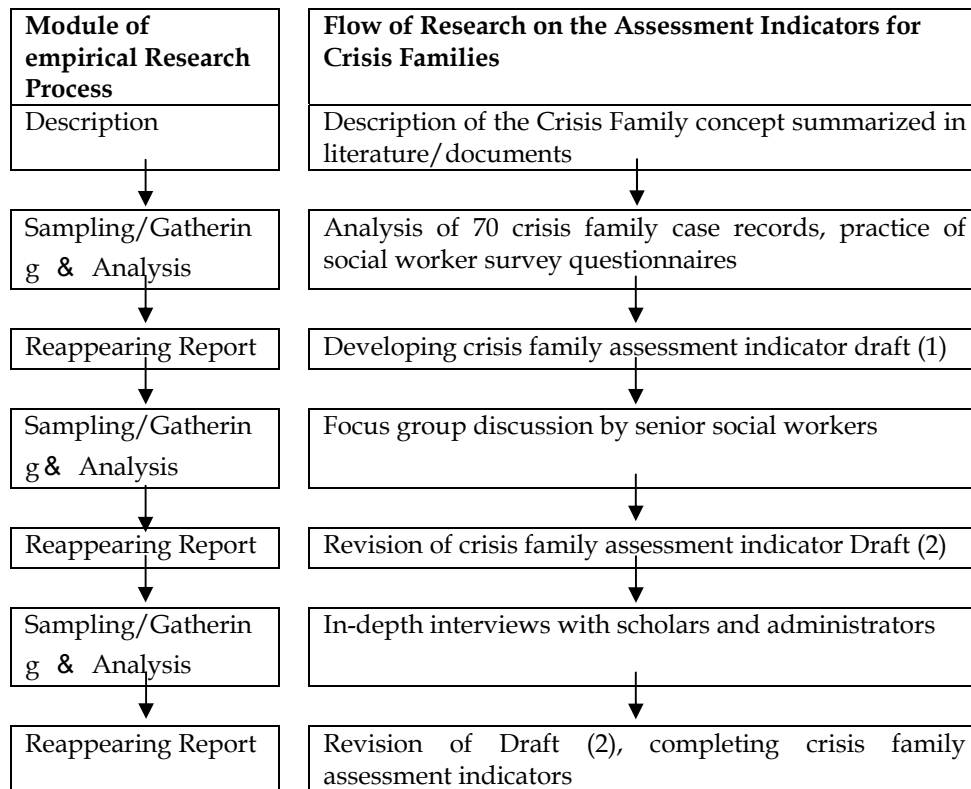 Module of
empirical Research
Process
Flow of Research on the Assessment Indicators for
Crisis Families
Description
Description of the Crisis Family concept summarized in
literature/documents
Sampling/Gatherin
g & Analysis
Analysis of 70 crisis family case records, practice of
social worker survey questionnaires
Reappearing Report
Developing crisis family assessment indicator draft (1)
Sampling/Gatherin
g & Analysis
Focus group discussion by senior social workers
Reappearing Report
Revision of crisis family assessment indicator Draft (2)
Sampling/Gatherin
g & Analysis
In-depth interviews with scholars and administrators
Reappearing Report
Revision of Draft (2), completing crisis family
assessment indicators